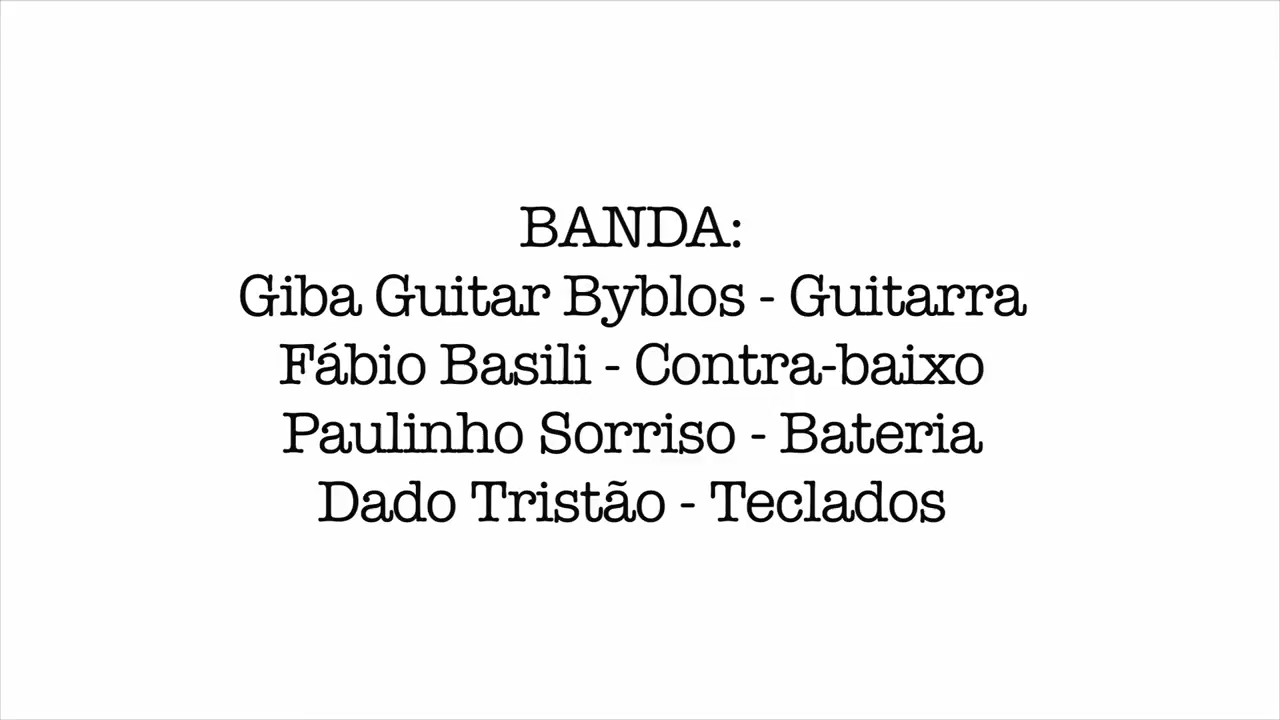 BANDA:
Giba Guitar Byblos - Guitarra
Fábio Basili - Contra-baixo
Paulinho Sorriso - Bateria
Dado Tristão - Teclados